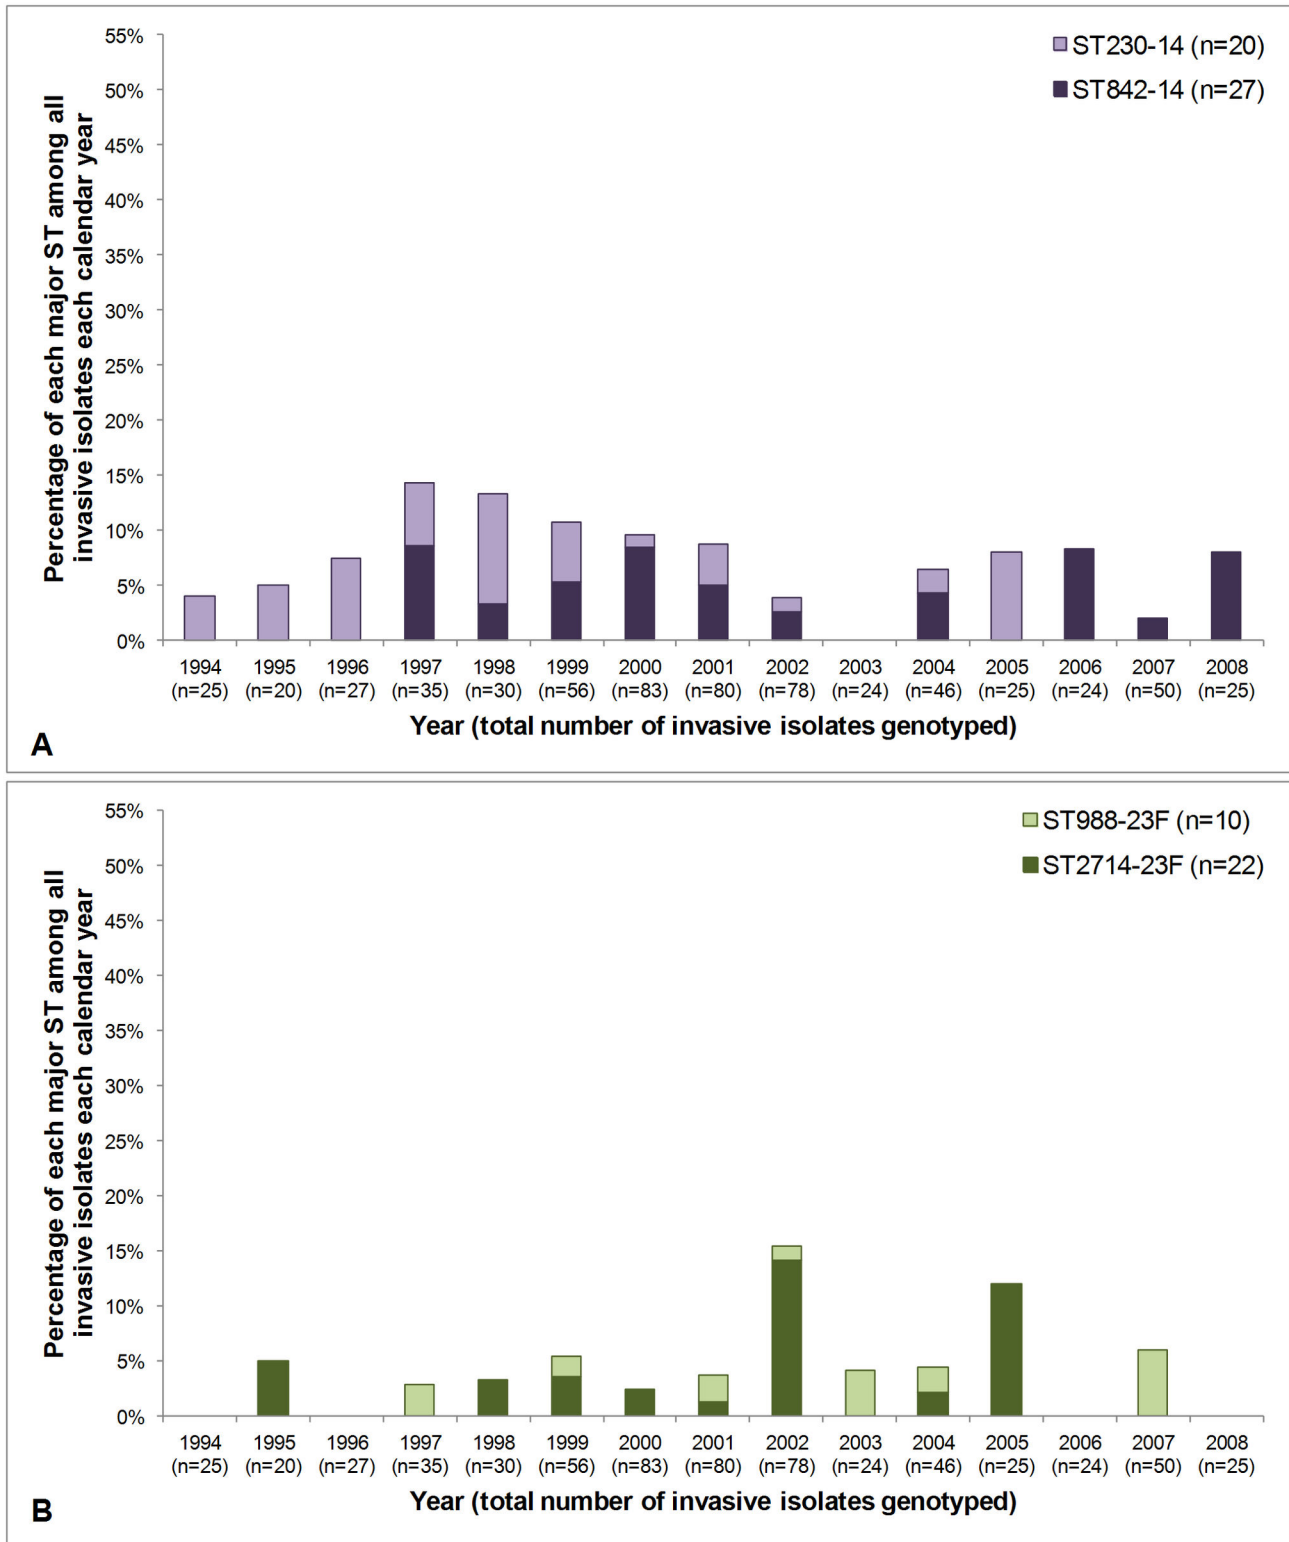 55%
50%
45%
40%
35%
30%
25%
20%
15%
10%
5%
0%
Percentage of each major ST among all
invasive isolates each calendar year
ST230-14 (n=20)
ST842-14 (n=27)
1994 1995 1996 1997 1998 1999 2000 2001 2002 2003 2004 2005 2006 2007 2008
(n=25) (n=20) (n=27) (n=35) (n=30) (n=56) (n=83) (n=80) (n=78) (n=24) (n=46) (n=25) (n=24) (n=50) (n=25)
Year (total number of invasive isolates genotyped)
A
55%
50%
45%
40%
35%
30%
25%
20%
15%
10%
5%
0%
Percentage of each major ST among all
invasive isolates each calendar year
ST988-23F (n=10)
ST2714-23F (n=22)
1994 1995 1996 1997 1998 1999 2000 2001 2002 2003 2004 2005 2006 2007 2008
(n=25) (n=20) (n=27) (n=35) (n=30) (n=56) (n=83) (n=80) (n=78) (n=24) (n=46) (n=25) (n=24) (n=50) (n=25)
Year (total number of invasive isolates genotyped)
B